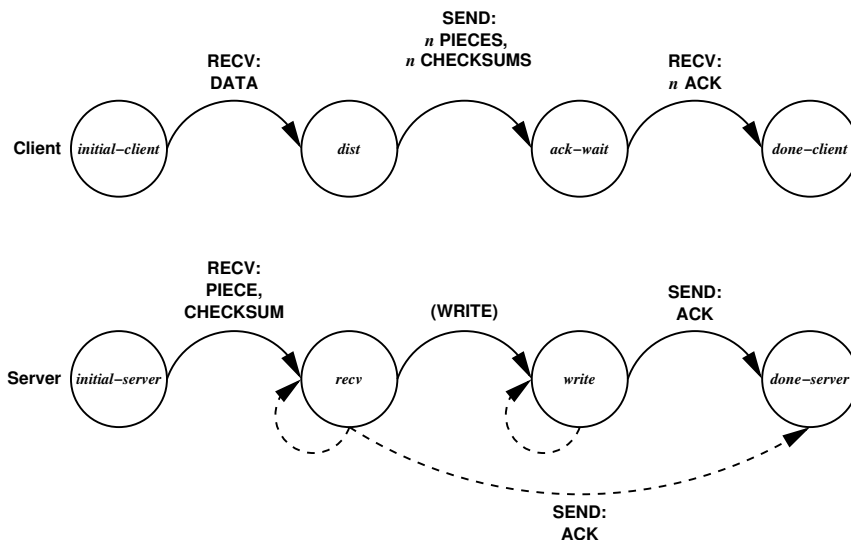 SEND:
n PIECES,
n CHECKSUMS
RECV:
DATA
RECV:
n ACK
Client
initial-client
dist
ack-wait
done-client
RECV:
PIECE,
CHECKSUM
(WRITE)
SEND:
ACK
Server
initial-server
recv
write
done-server
SEND:
ACK